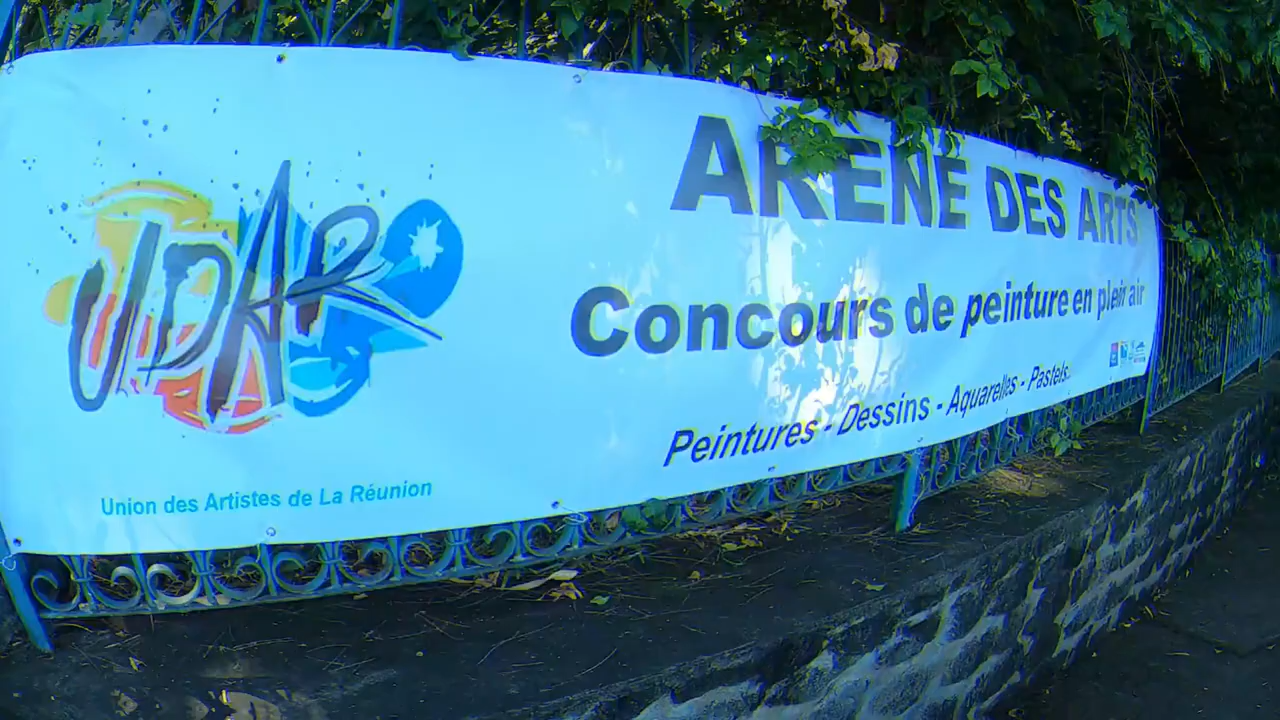 UDAR
Union des Artistes de La Réunion
ARÈNE DES ARTS
Concours de peinture en plein air
Peintures - Dessins - Aquarelles - Pastels...